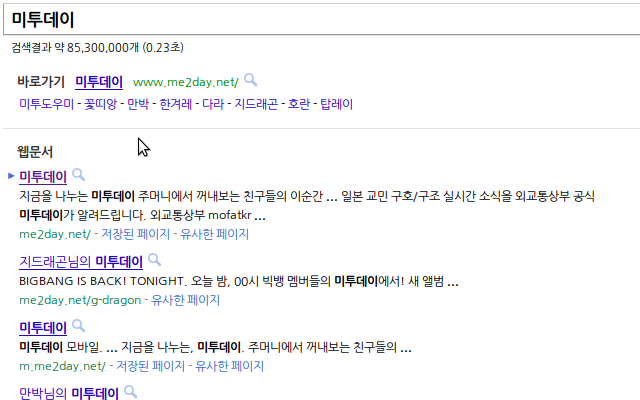 미투데이
검색결과 약 85,300,000개 (0.23초)
바로가기 미투데이 www.me2day.net/
미투도우미 - 꽃띠앙 - 만박 - 한겨레 - 다라 - 지드래곤 - 호란 - 탑레이
웹문서
미투데이
지금을 나누는 미투데이 주머니에서 꺼내보는 친구들의 이순간 ... 일본 교민 구호/구조 실시간 소식을 외교통상부 공식
미투데이가 알려드립니다. 외교통상부 mofatkr ...
me2day.net/ - 저장된 페이지 - 유사한 페이지
지드래곤님의 미투데이
BIGBANG IS BACK! TONIGHT. 오늘 밤, 00시 빅뱅 멤버들의 미투데이에서! 새 앨범 ...
me2day.net/g-dragon - 유사한 페이지
미투데이
미투데이 모바일. ... 지금을 나누는, 미투데이. 주머니에서 꺼내보는 친구들의 ...
m.me2day.net/ - 저장된 페이지 - 유사한 페이지
만박님의 미투데이